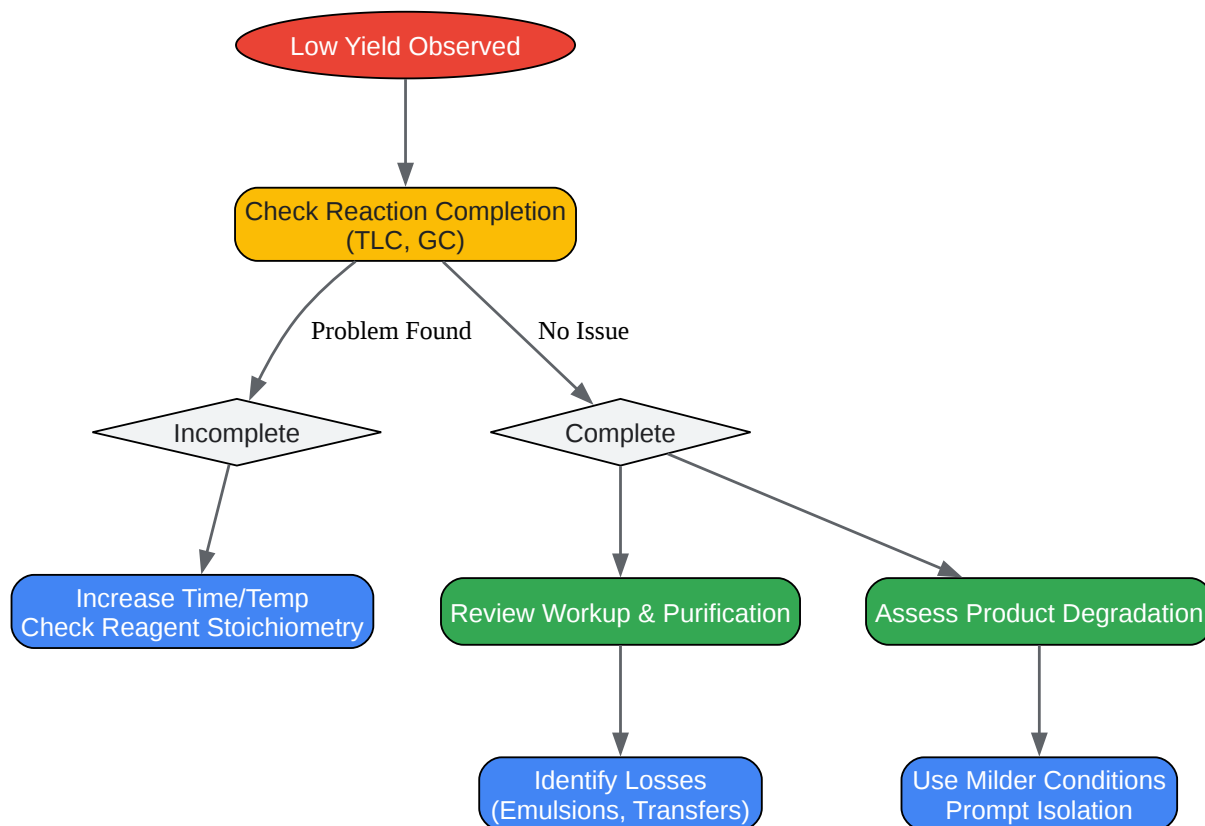 Low Yield Observed
Check Reaction Completion
(TLC, GC)
Problem Found
No Issue
Incomplete
Complete
Increase Time/Temp
Check Reagent Stoichiometry
Review Workup & Purification
Assess Product Degradation
Identify Losses
(Emulsions, Transfers)
Use Milder Conditions
Prompt Isolation